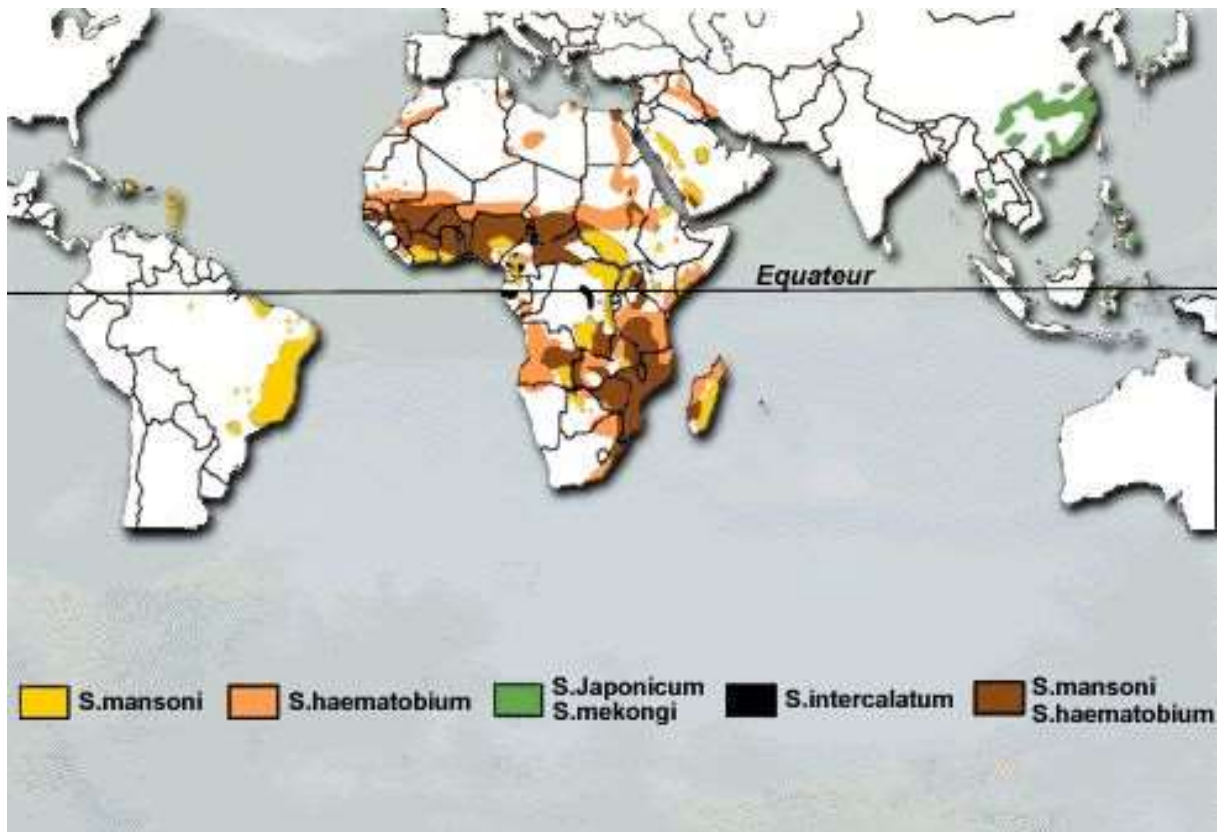 Equateur
S.mansoni
S.haematobium
S.Japonicum
S.mekongi
S.intercalatum
S.mansoni
S.haematobium